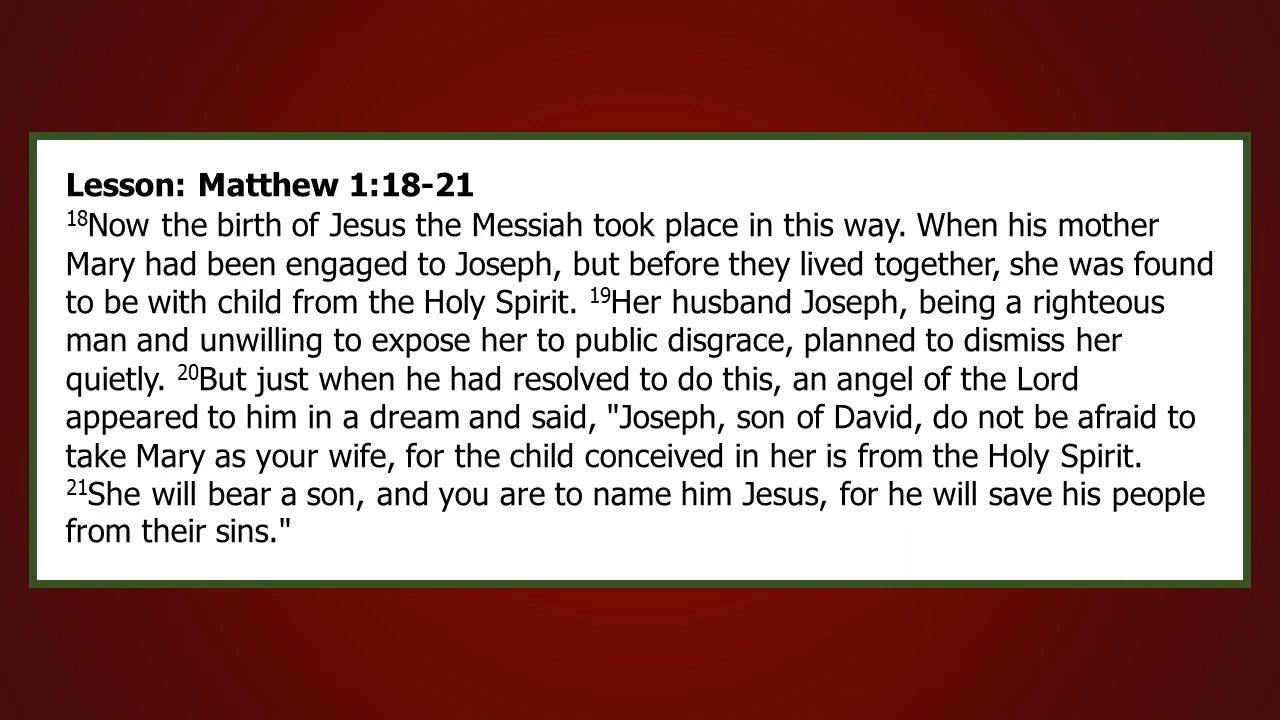 Lesson: Matthew 1:18-21
¹⁸Now the birth of Jesus the Messiah took place in this way. When his mother
Mary had been engaged to Joseph, but before they lived together, she was found
to be with child from the Holy Spirit. ¹⁹Her husband Joseph, being a righteous
man and unwilling to expose her to public disgrace, planned to dismiss her
quietly. ²⁰But just when he had resolved to do this, an angel of the Lord
appeared to him in a dream and said, "Joseph, son of David, do not be afraid to
take Mary as your wife, for the child conceived in her is from the Holy Spirit.
²¹She will bear a son, and you are to name him Jesus, for he will save his people
from their sins."